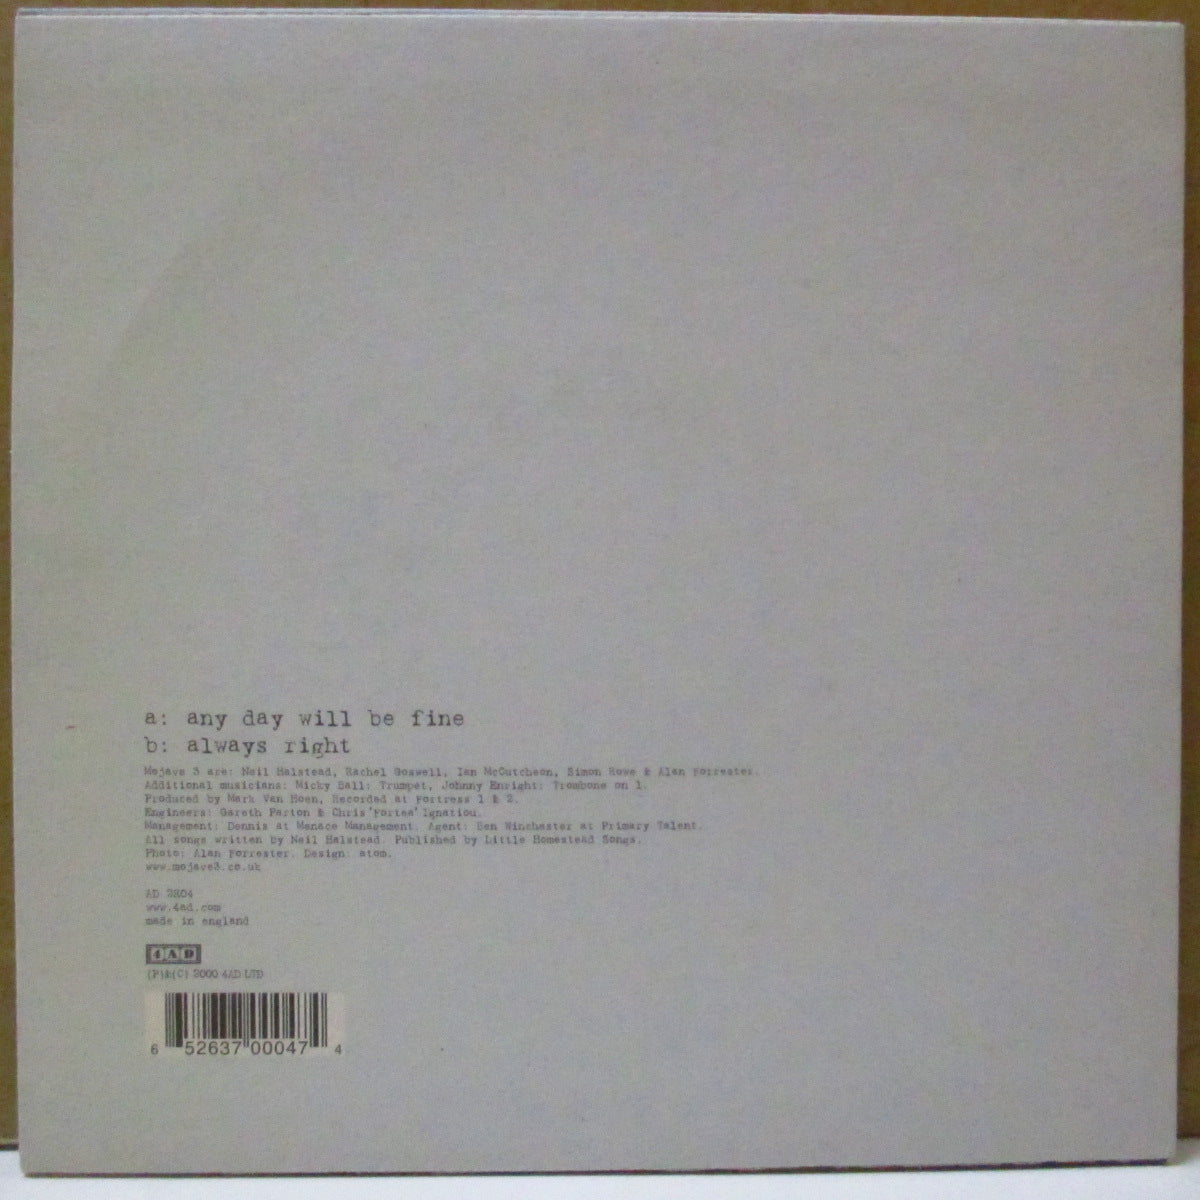 a: any day will be fine
b: always right
Mojave 3 are: Neil Halstead, Rachel Goswell, Ian McCutcheon, Simon Rowe & Alan Forrester.
Additional musicians: Micky Ball: Trumpet, Johnny Enright: Trombone on 1.
Produced by Mark Van Hoen, Recorded at Fortress 1 & 2.
Engineers: Gareth Parton & Chris 'Fortea' Ignatiou.
Management: Dennis at Menace Management. Agent: Ben Winchester at Primary Talent.
All songs written by Neil Halstead. Published by Little Homestead Songs.
Photo: Alan Forrester. Design: atom.
www.mojave3.co.uk
AD 2K04
www.4ad.com
made in england
4AD
(P)&(C) 2000 4AD LTD
6 52637 00047 4